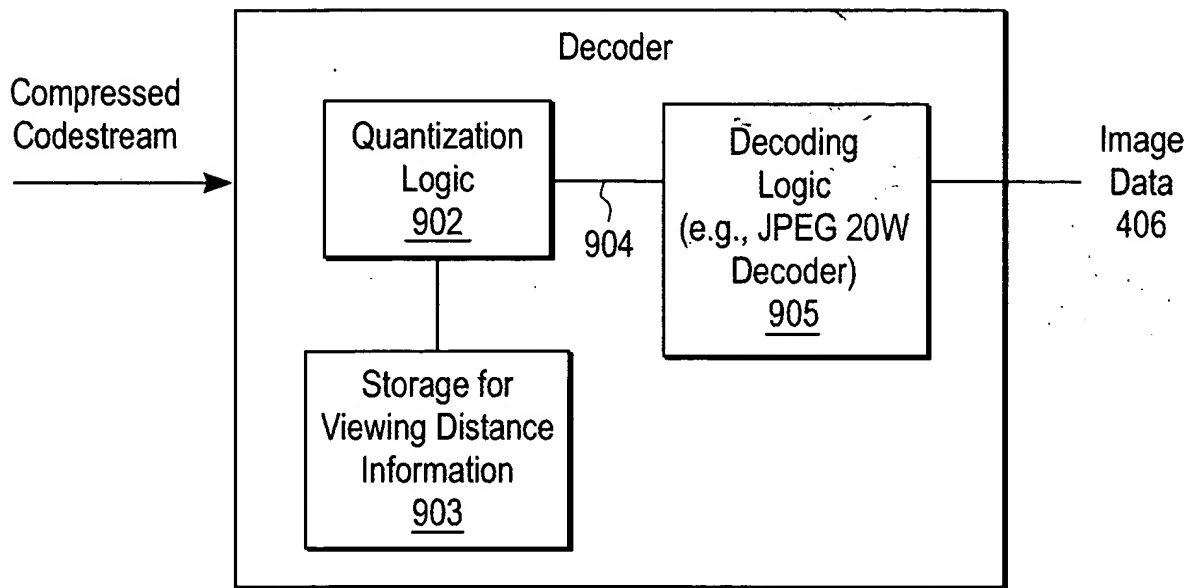 Decoder
Compressed
Codestream
Quantization
Logic
902
904
Decoding
Logic
(e.g., JPEG 20W
Decoder)
905
Image
Data
406
Storage for
Viewing Distance
Information
903